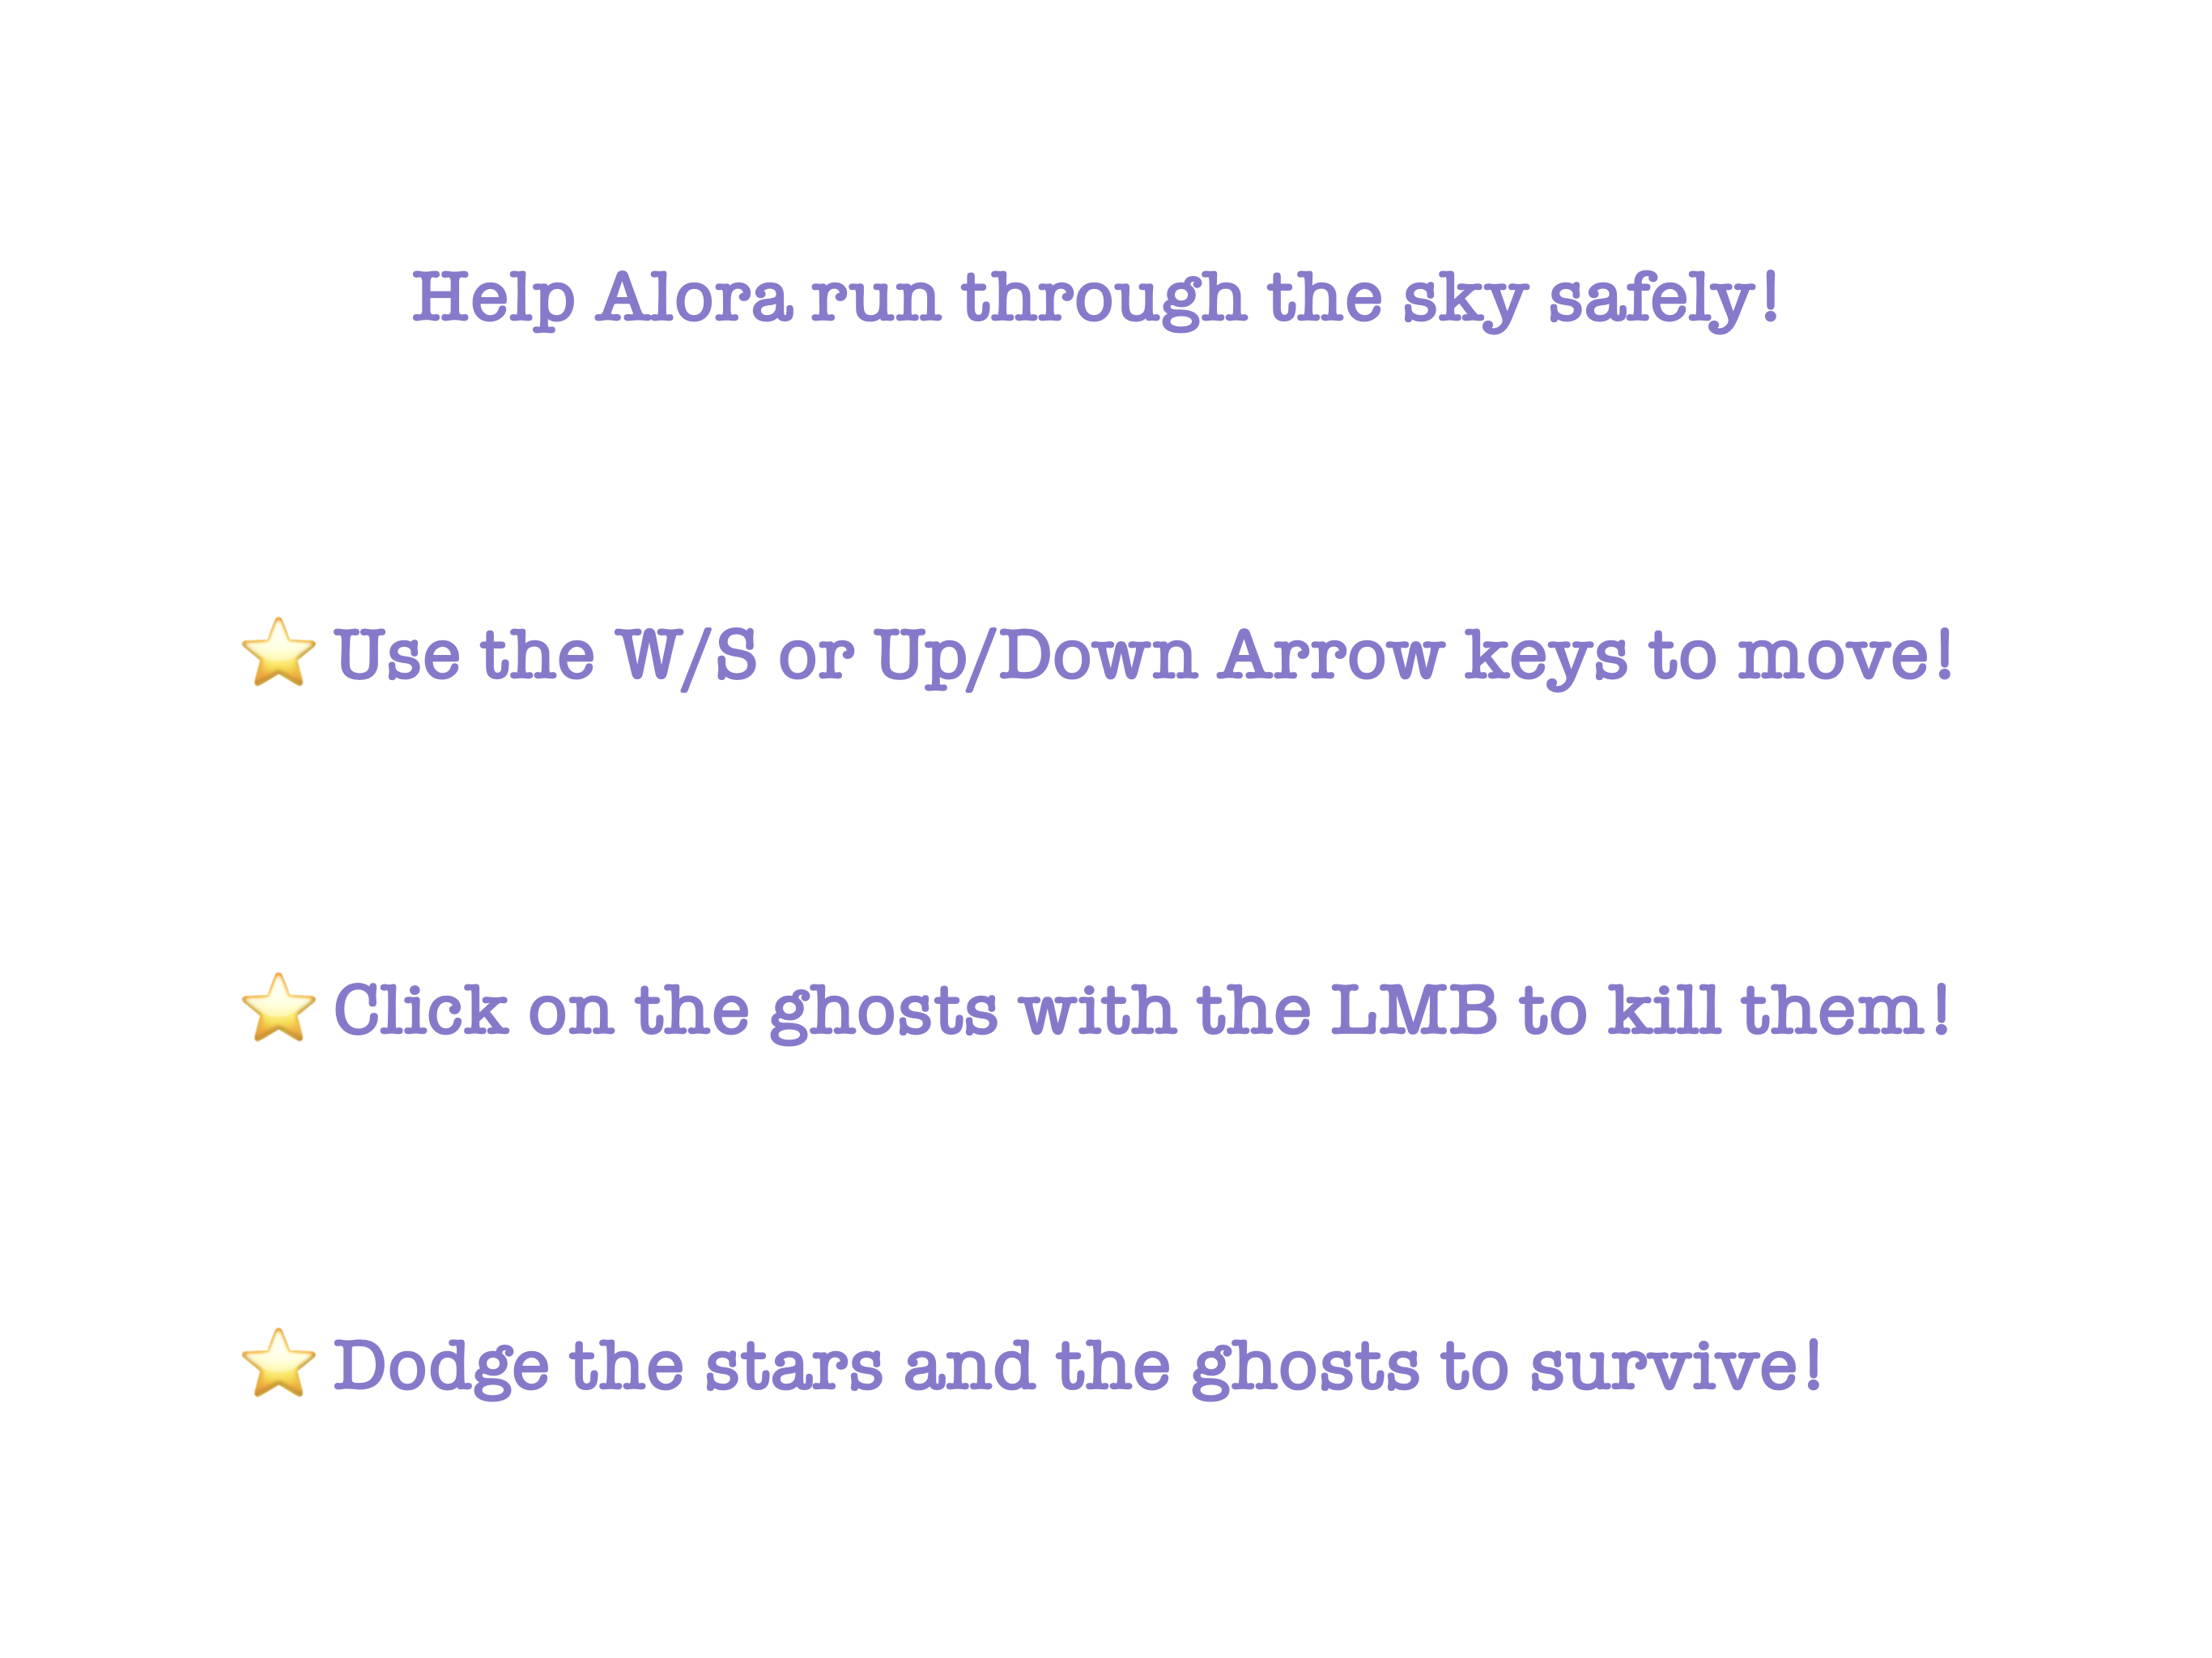 Help Alora run through the sky safely!
⭐ Use the W/S or Up/Down Arrow keys to move!
⭐ Click on the ghosts with the LMB to kill them!
⭐ Dodge the stars and the ghosts to survive!